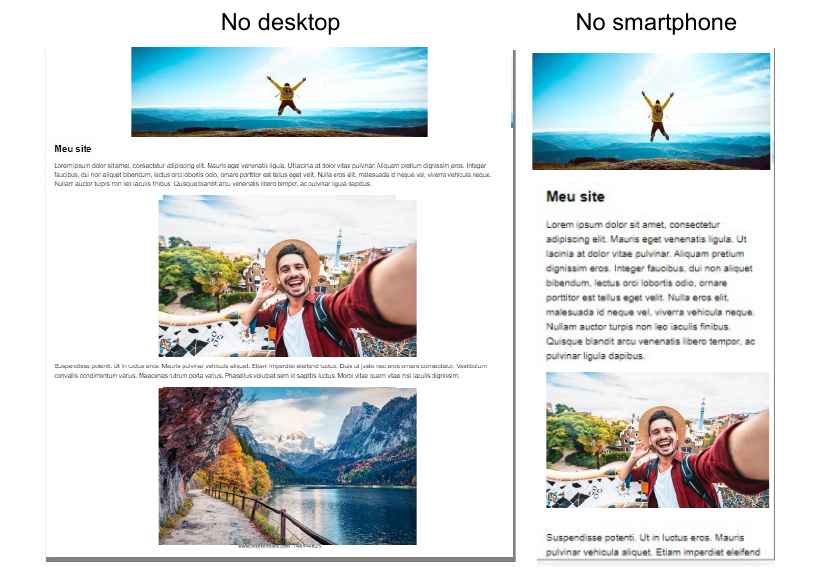 No desktop
No smartphone
Meu site
Lorem ipsum dolor sit amet, consectetur adipiscing elit. Mauris eget venenatis ligula. Ut lacinia at dolor vitae pulvinar. Aliquam pretium dignissim eros. Integer
faucibus, dui non aliquet bibendum, lectus orci lobortis odio, ornare porttitor est tellus eget velit. Nulla eros elit, malesuada id neque vel, viverra vehicula neque.
Nullam auctor turpis non leo iaculis finibus. Quisque blandit arcu venenatis libero tempor, ac pulvinar ligula dapibus.
Suspendisse potenti. Ut in luctus eros. Mauris pulvinar vehicula aliquet. Etiam imperdiet eleifend luctus. Duis ut justo nec eros ornare consectetur. Vestibulum
convallis condimentum varius. Maecenas rutrum porta varius. Phasellus volutpat sem id sagittis luctus. Morbi vitae quam vitae nisi iaculis dignissim.
Meu site
Lorem ipsum dolor sit amet, consectetur
adipiscing elit. Mauris eget venenatis ligula. Ut
lacinia at dolor vitae pulvinar. Aliquam pretium
dignissim eros. Integer faucibus, dui non aliquet
bibendum, lectus orci lobortis odio, ornare
porttitor est tellus eget velit. Nulla eros elit,
malesuada id neque vel, viverra vehicula neque.
Nullam auctor turpis non leo iaculis finibus.
Quisque blandit arcu venenatis libero tempor, ac
pulvinar ligula dapibus.
Suspendisse potenti. Ut in luctus eros. Mauris
pulvinar vehicula aliquet. Etiam imperdiet eleifend